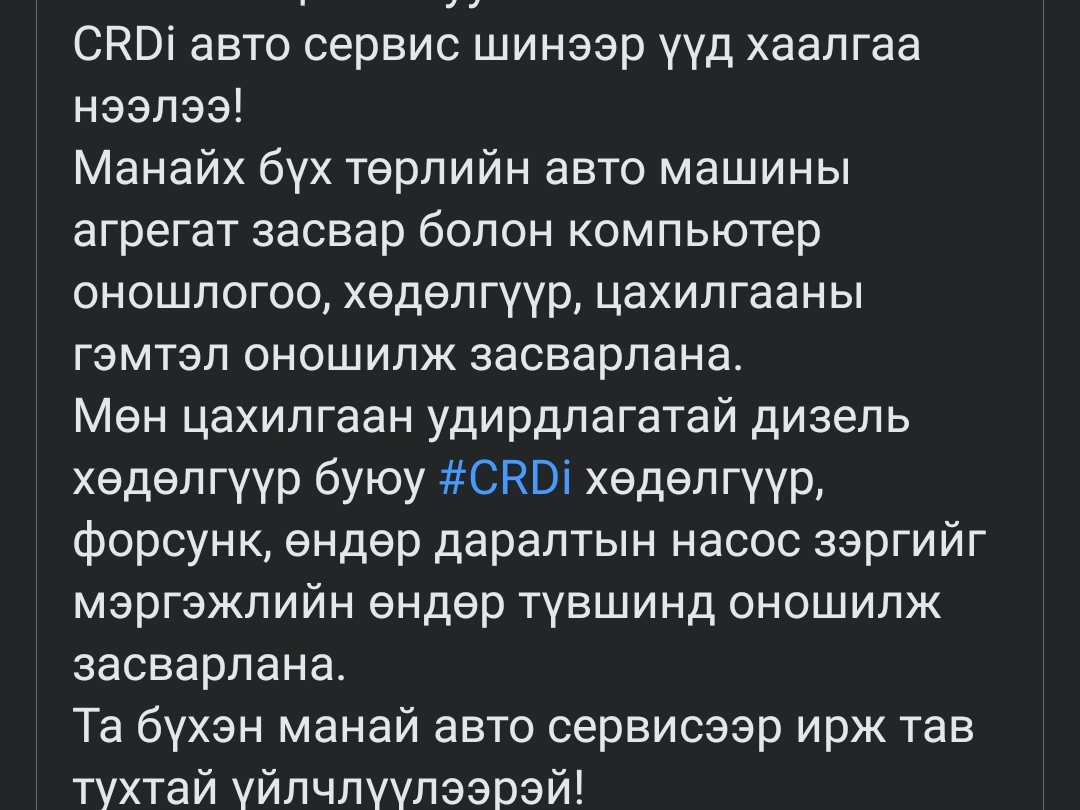 CRDi авто сервис шинээр үүд хаалгаа
нээлээ!
Манайх бүх төрлийн авто машины
агрегат засвар болон компьютер
оношлогоо, хөдөлгүүр, цахилгааны
гэмтэл оношилж засварлана.
Мөн цахилгаан удирдлагатай дизель
хөдөлгүүр буюу #CRDi хөдөлгүүр,
форсунк, өндөр даралтын насос зэргийг
мэргэжлийн өндөр түвшинд оношилж
засварлана.
Та бүхэн манай авто сервисээр ирж тав
тухтай үйлчлүүлээрэй!